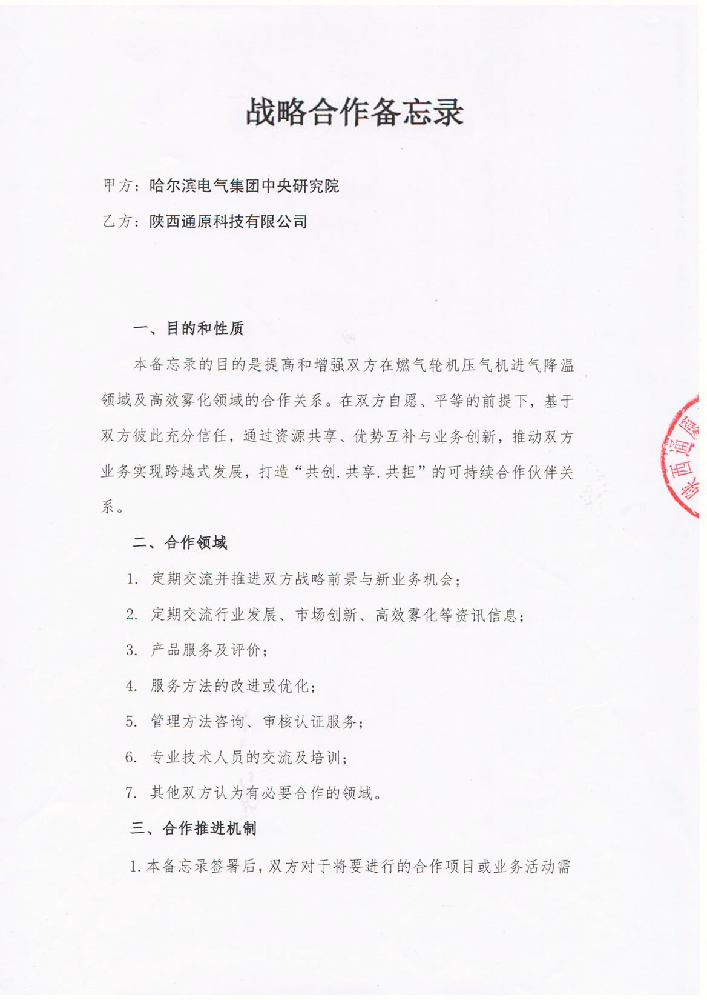 战略合作备忘录
甲方：哈尔滨电气集团中央研究院
乙方：陕西通原科技有限公司
一、目的和性质
本备忘录的目的是提高和增强双方在燃气轮机压气机进气降温
领域及高效雾化领域的合作关系。在双方自愿、平等的前提下，基于
双方彼此充分信任，通过资源共享、优势互补与业务创新，推动双方
业务实现跨越式发展，打造“共创.共享.共担”的可持续合作伙伴关
系。
二、合作领域
1. 定期交流并推进双方战略前景与新业务机会；
2. 定期交流行业发展、市场创新、高效雾化等资讯信息；
3. 产品服务及评价；
4. 服务方法的改进或优化；
5. 管理方法咨询、审核认证服务；
6. 专业技术人员的交流及培训；
7. 其他双方认为有必要合作的领域。
三、合作推进机制
1.本备忘录签署后，双方对于将要进行的合作项目或业务活动需
陕西通原